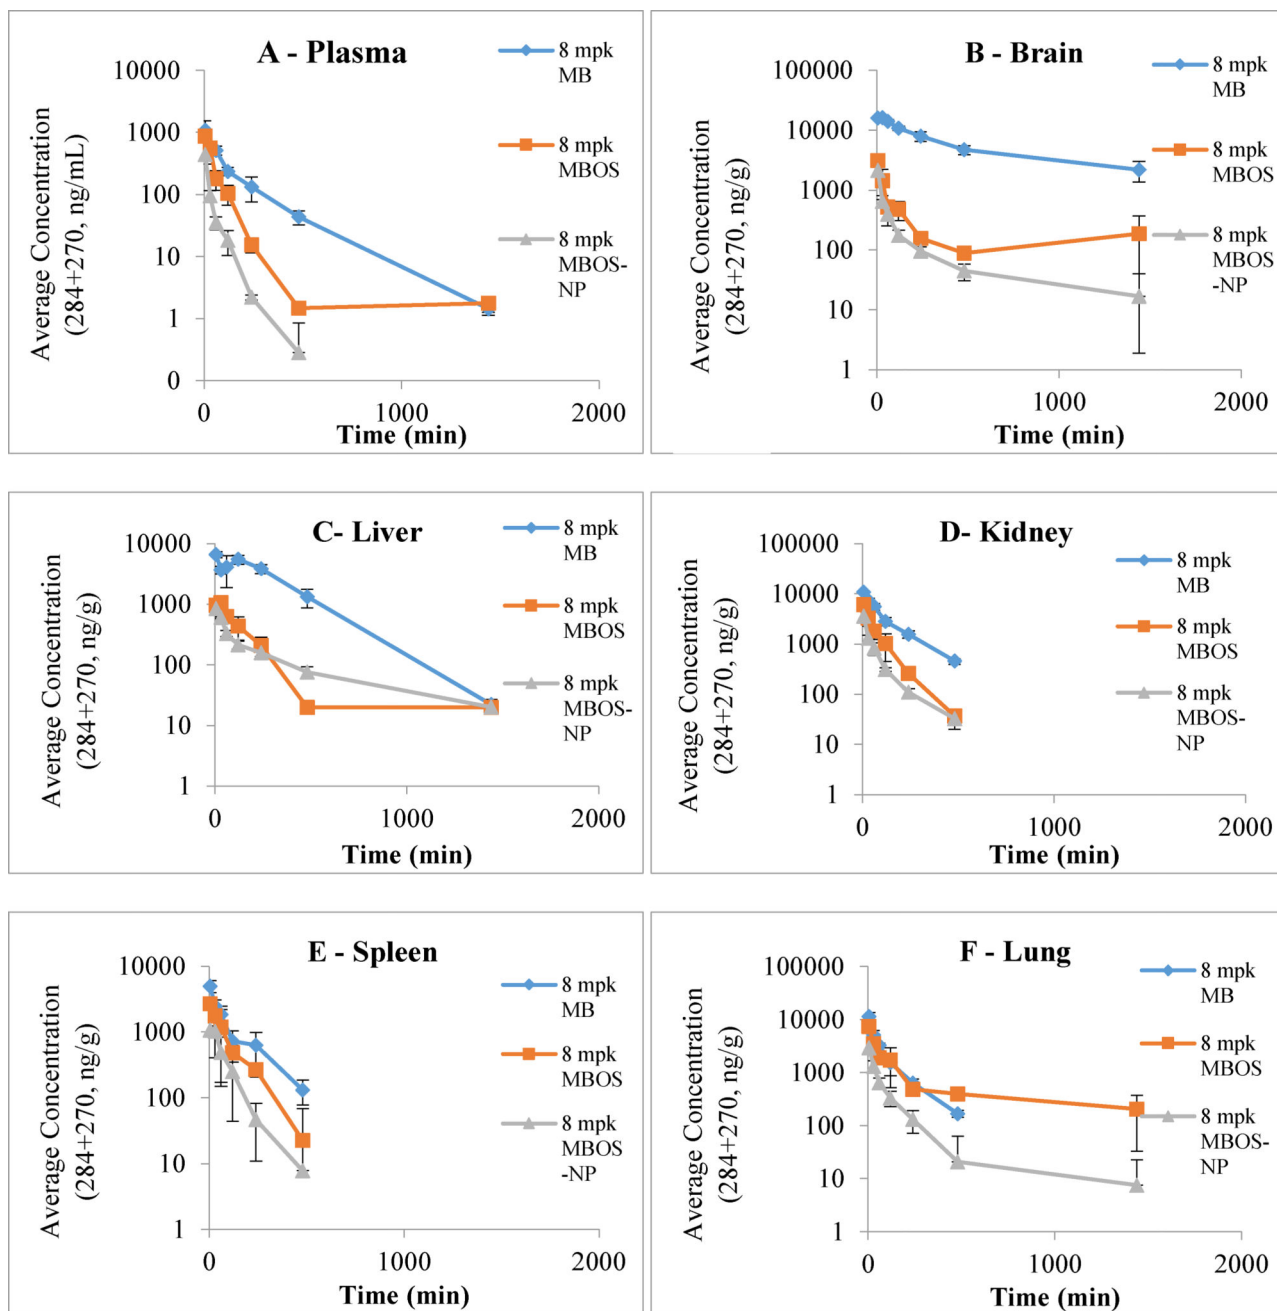 A - Plasma
Average Concentration
(284+270, ng/mL)
10000
1000
100
10
1
0
0
1000
2000
Time (min)
8 mpk
MB
8 mpk
MBOS
8 mpk
MBOS-
NP
B - Brain
Average Concentration
(284+270, ng/g)
100000
10000
1000
100
10
1
0
1000
2000
Time (min)
8 mpk
MB
8 mpk
MBOS
8 mpk
MBOS
-NP
C- Liver
Average Concentration
(284+270, ng/g)
10000
1000
100
10
1
0
1000
2000
Time (min)
8 mpk
MB
8 mpk
MBOS
8 mpk
MBOS-
NP
D- Kidney
Average Concentration
(284+270, ng/g)
100000
10000
1000
100
10
1
0
1000
2000
Time (min)
8 mpk
MB
8 mpk
MBOS
8 mpk
MBOS-
NP
E - Spleen
Average Concentration
(284+270, ng/g)
10000
1000
100
10
1
0
1000
2000
Time (min)
8 mpk
MB
8 mpk
MBOS
8 mpk
MBOS
-NP
F - Lung
Average Concentration
(284+270, ng/g)
100000
10000
1000
100
10
1
0
1000
2000
Time (min)
8 mpk
MB
8 mpk
MBOS
8 mpk
MBOS-
NP